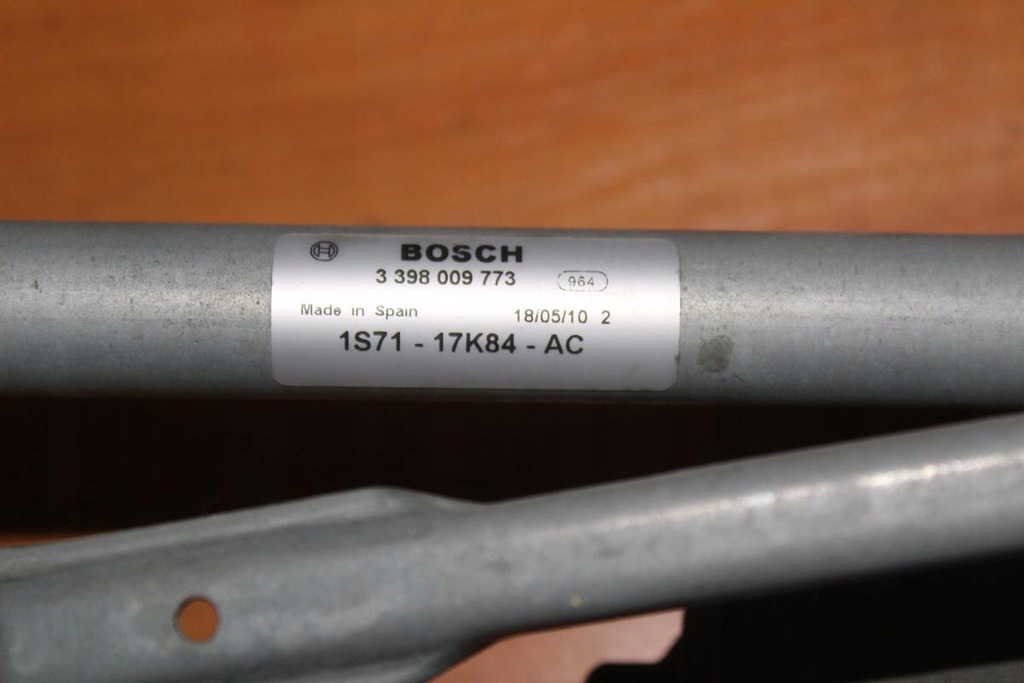 BOSCH
3 398 009 773 964
Made in Spain 18/05/10 2
1S71 - 17K84 - AC